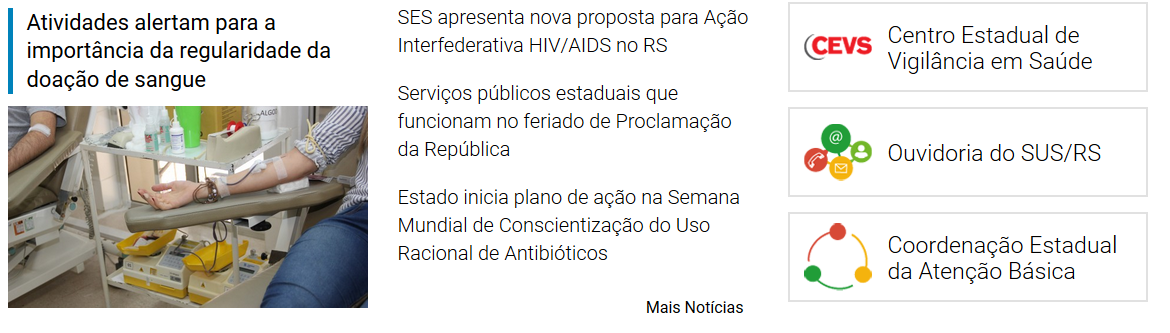 Atividades alertam para a
importância da regularidade da
doação de sangue
ALGOD
SES apresenta nova proposta para Ação
Interfederativa HIV/AIDS no RS
Serviços públicos estaduais que
funcionam no feriado de Proclamação
da República
Estado inicia plano de ação na Semana
Mundial de Conscientização do Uso
Racional de Antibióticos
Mais Notícias
CEVS
Centro Estadual de
Vigilância em Saúde
@
Ouvidoria do SUS/RS
Coordenação Estadual
da Atenção Básica